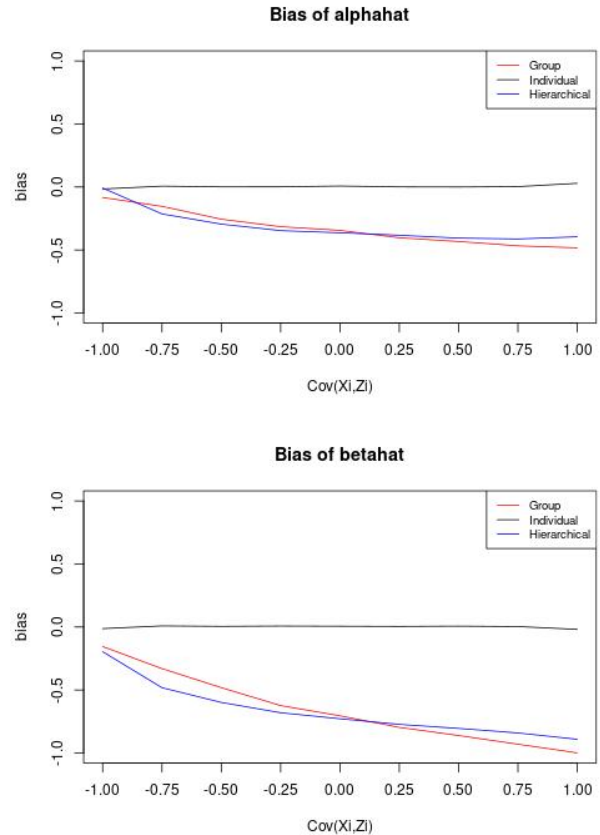 Bias of alphahat
Group
Individual
Hierarchical
bias
1.0
0.5
0.0
-0.5
-1.0
-1.00 -0.75 -0.50 -0.25 0.00 0.25 0.50 0.75 1.00
Cov(Xi,Zi)
Bias of betahat
Group
Individual
Hierarchical
bias
1.0
0.5
0.0
-0.5
-1.0
-1.00 -0.75 -0.50 -0.25 0.00 0.25 0.50 0.75 1.00
Cov(Xi,Zi)